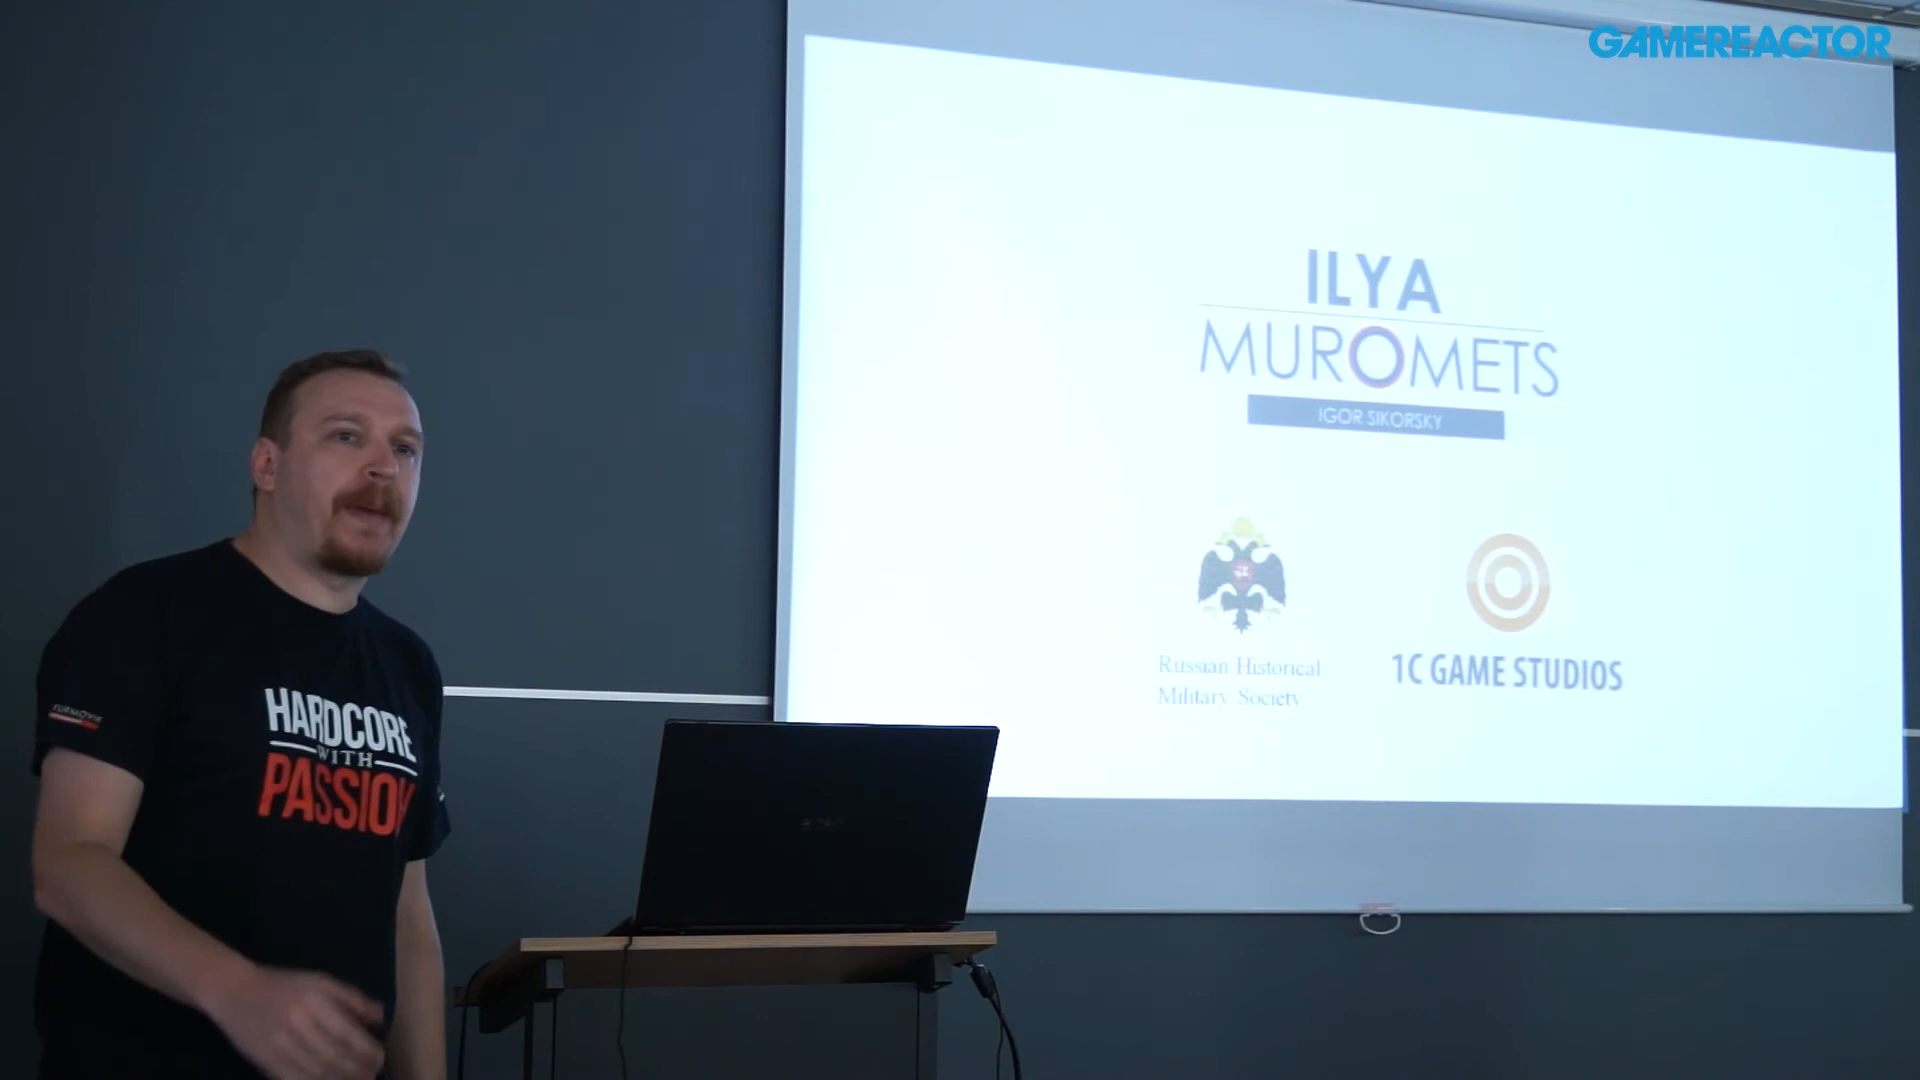 GAMEREACTOR
ILYA
MUROMETS
IGOR SIKORSKY
Russian Historical
Military Society
1C GAME STUDIOS
HARDCORE
WITH
PASSION